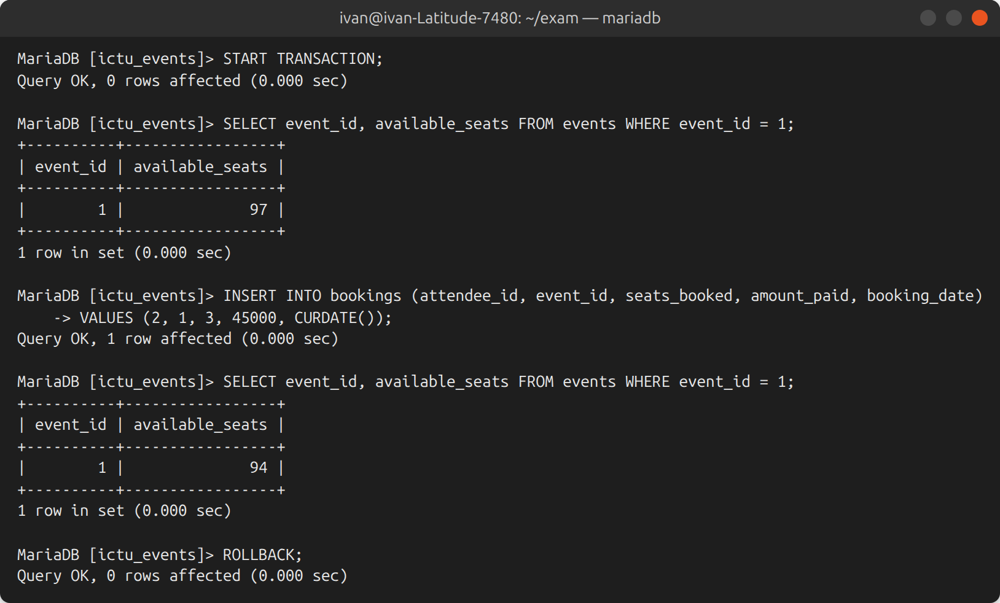 ivan@ivan-Latitude-7480: ~/exam — mariadb
MariaDB [ictu_events]> START TRANSACTION;
Query OK, 0 rows affected (0.000 sec)
MariaDB [ictu_events]> SELECT event_id, available_seats FROM events WHERE event_id = 1;
+----------+-----------------+
| event_id | available_seats |
+----------+-----------------+
|        1 |              97 |
+----------+-----------------+
1 row in set (0.000 sec)
MariaDB [ictu_events]> INSERT INTO bookings (attendee_id, event_id, seats_booked, amount_paid, booking_date)
    -> VALUES (2, 1, 3, 45000, CURDATE());
Query OK, 1 row affected (0.000 sec)
MariaDB [ictu_events]> SELECT event_id, available_seats FROM events WHERE event_id = 1;
+----------+-----------------+
| event_id | available_seats |
+----------+-----------------+
|        1 |              94 |
+----------+-----------------+
1 row in set (0.000 sec)
MariaDB [ictu_events]> ROLLBACK;
Query OK, 0 rows affected (0.000 sec)